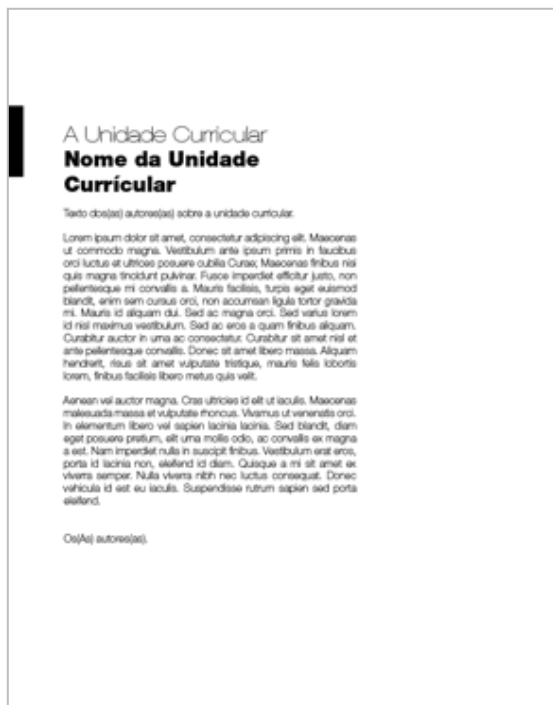 A Unidade Curricular
Nome da Unidade
Currícular
Texto dos(as) autores(as) sobre a unidade curricular.
Lorem ipsum dolor sit amet, consectetur adipiscing elit. Maecenas
ut commodo magna. Vestibulum ante ipsum primis in faucibus
orci luctus et ultrices posuere cubilia Curae; Maecenas finibus nisi
quis magna tincidunt pulvinar. Fusce imperdiet efficitur justo, non
pellentesque mi convallis a. Mauris facilisis, turpis eget euismod
blandit, enim sem cursus orci, non accumsan ligula tortor gravida
mi. Mauris id aliquam dui. Sed ac magna orci. Sed varius lorem
id nisl maximus vestibulum. Sed ac eros a quam finibus aliquam.
Curabitur auctor in urna ac consectetur. Curabitur sit amet nisl et
ante pellentesque convallis. Donec sit amet libero massa. Aliquam
hendrerit, risus sit amet vulputate tristique, mauris felis lobortis
lorem, finibus facilisis libero metus quis velit.
Aenean vel auctor magna. Cras ultricies id elit ut iaculis. Maecenas
malesuada massa et vulputate rhoncus. Vivamus ut venenatis orci.
In elementum libero vel sapien lacinia lacinia. Sed blandit, diam
eget posuere pretium, elit urna mollis odio, ac convallis ex magna
a est. Nam imperdiet nulla in suscipit finibus. Vestibulum erat eros,
porta id lacinia non, eleifend id diam. Quisque a mi sit amet ex
viverra semper. Nulla viverra nibh nec luctus consequat. Donec
vehicula id est eu iaculis. Suspendisse rutrum sapien sed porta
eleifend.
Os(As) autores(as).